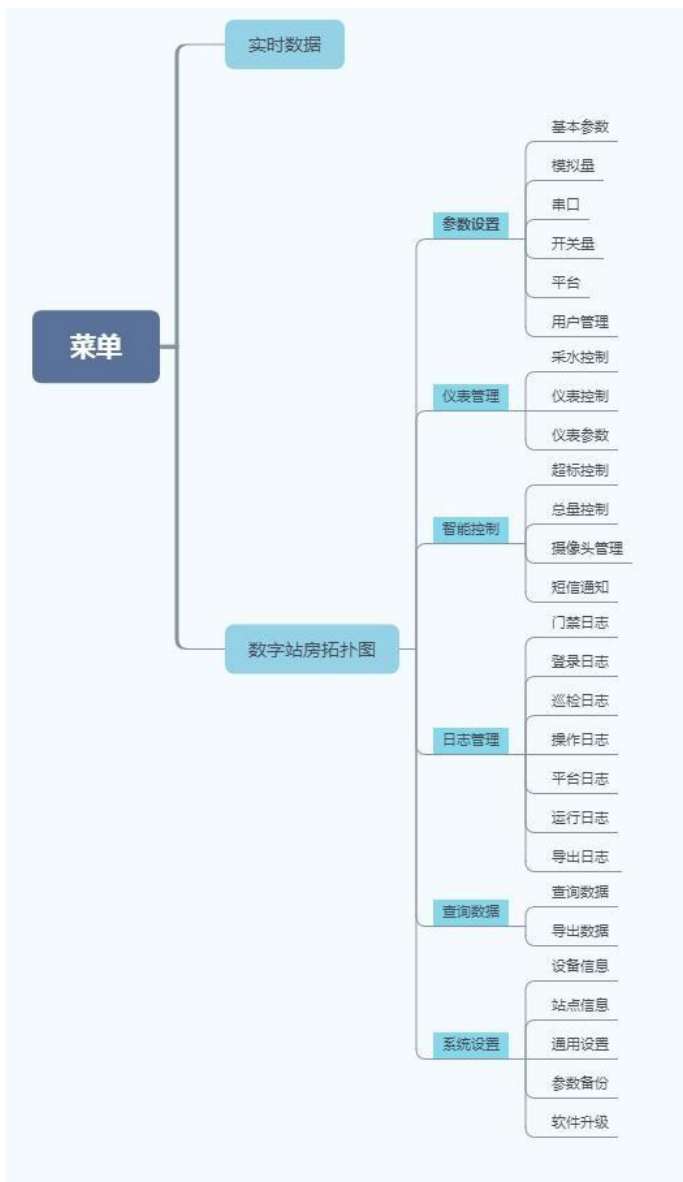 实时数据
基本参数
模拟量
串口
参数设置
开关量
平台
用户管理
菜单
采水控制
仪表管理
仪表控制
仪表参数
超标控制
总量控制
智能控制
摄像头管理
短信通知
门禁日志
数字站房拓扑图
登录日志
巡检日志
日志管理
操作日志
平台日志
运行日志
导出日志
查询数据
查询数据
导出数据
设备信息
站点信息
系统设置
通用设置
参数备份
软件升级